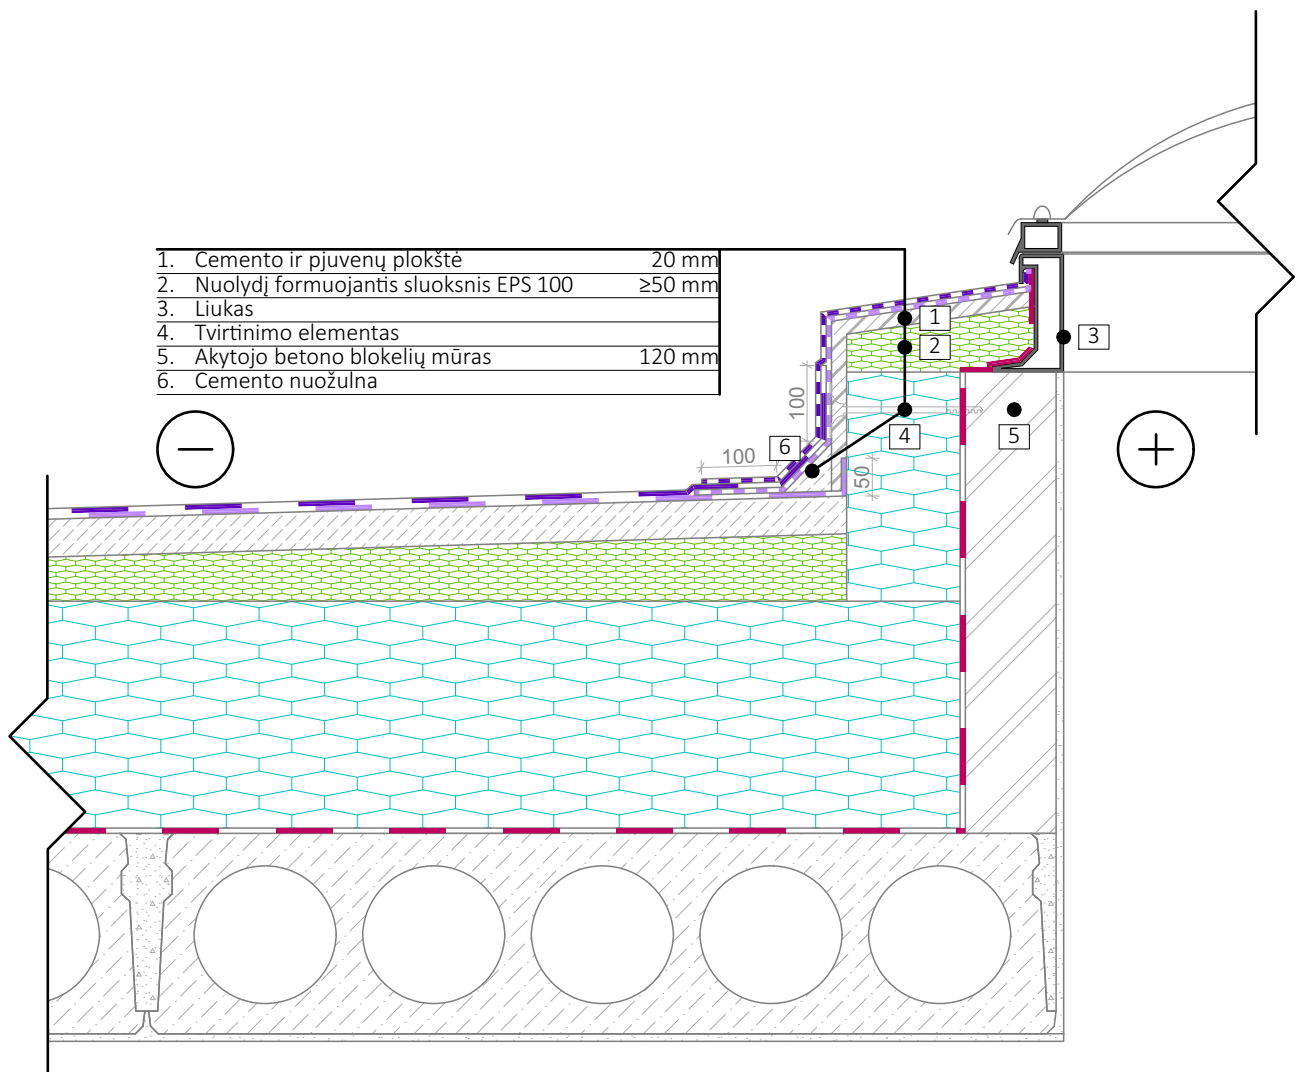 1. Cemento ir pjuvenų plokštė 20 mm
2. Nuolydį formuojantis sluoksnis EPS 100 ≥50 mm
3. Liukas
4. Tvirtinimo elementas
5. Akytojo betono blokelių mūras 120 mm
6. Cemento nuožulna
1
2
3
100
6
4
5
100
50